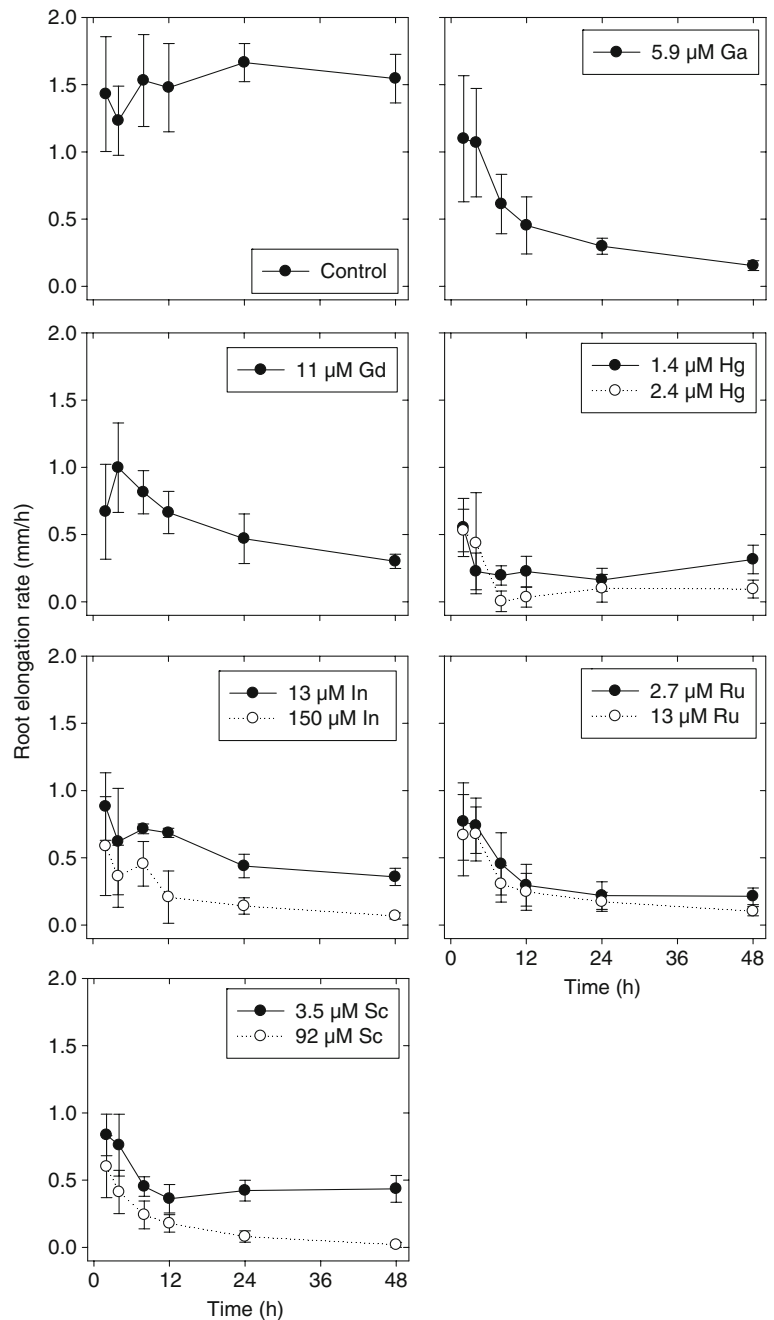 2.0
1.5
1.0
0.5
0.0
Control
5.9 µM Ga
2.0
1.5
1.0
0.5
0.0
11 µM Gd
1.4 µM Hg
2.4 µM Hg
Root elongation rate (mm/h)
2.0
1.5
1.0
0.5
0.0
13 µM In
150 µM In
2.7 µM Ru
13 µM Ru
0 12 24 36 48
Time (h)
2.0
1.5
1.0
0.5
0.0
3.5 µM Sc
92 µM Sc
0 12 24 36 48
Time (h)